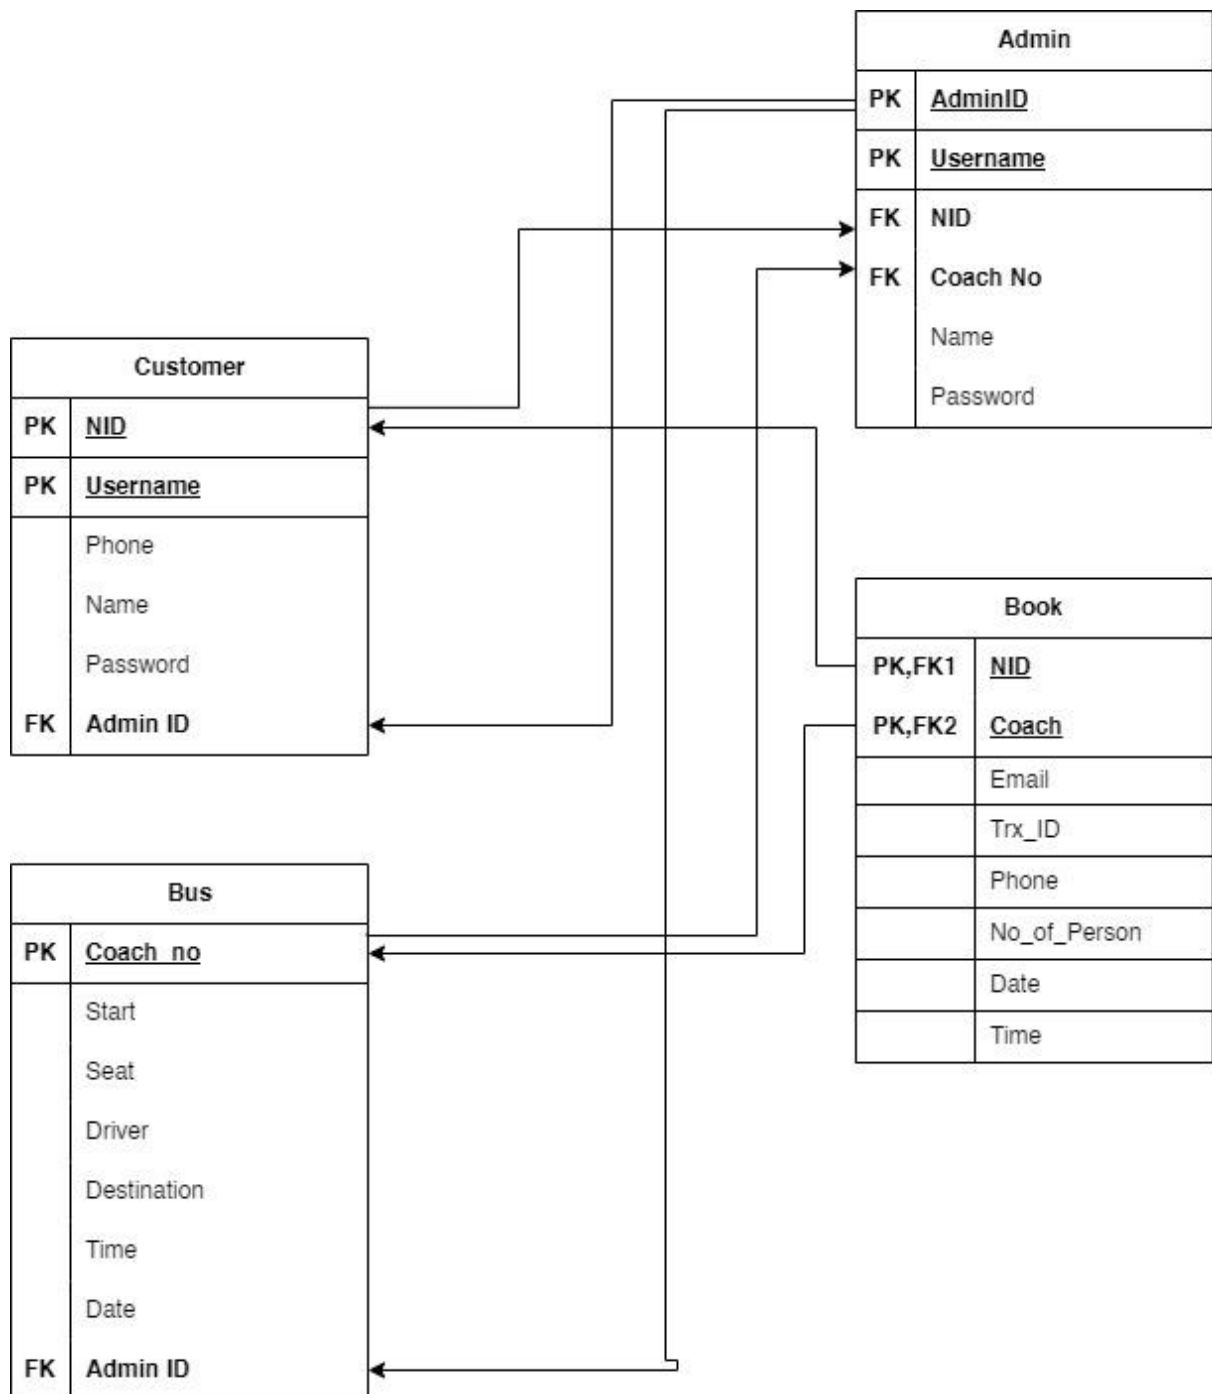 Admin
PK AdminID
PK Username
FK NID
FK Coach No
Name
Password
Customer
PK NID
PK Username
Phone
Name
Password
FK Admin ID
Book
PK,FK1 NID
PK,FK2 Coach
Email
Trx_ID
Phone
No_of_Person
Date
Time
Bus
PK Coach_no
Start
Seat
Driver
Destination
Time
Date
FK Admin ID